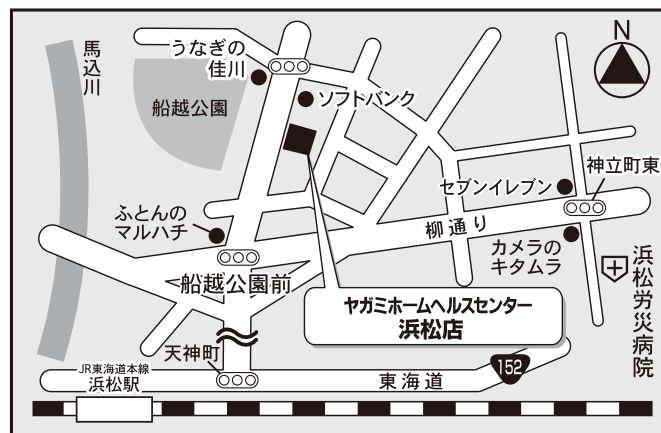 N
馬込川
うなぎの
佳川
船越公園
ソフトバンク
神立町東
セブンイレブン
ふとんの
マルハチ
柳通り
カメラの
キタムラ
船越公園前
浜松労災病院
ヤガミホームヘルスセンター
浜松店
天神町
152
JR東海道本線
浜松駅
東海道